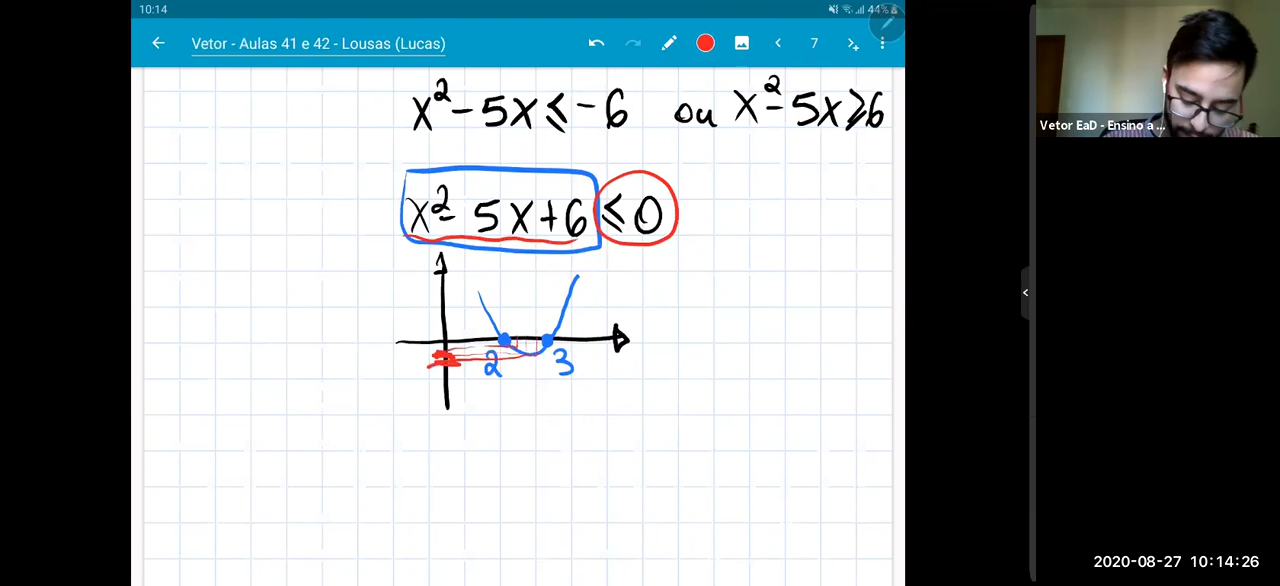 10:14
44%
Vetor - Aulas 41 e 42 - Lousas (Lucas)
7
x² - 5x ≤ -6 ou x² - 5x ≥ 6
x² - 5x + 6 ≤ 0
2 3
Vetor EaD - Ensino a ...
<
2020-08-27 10:14:26